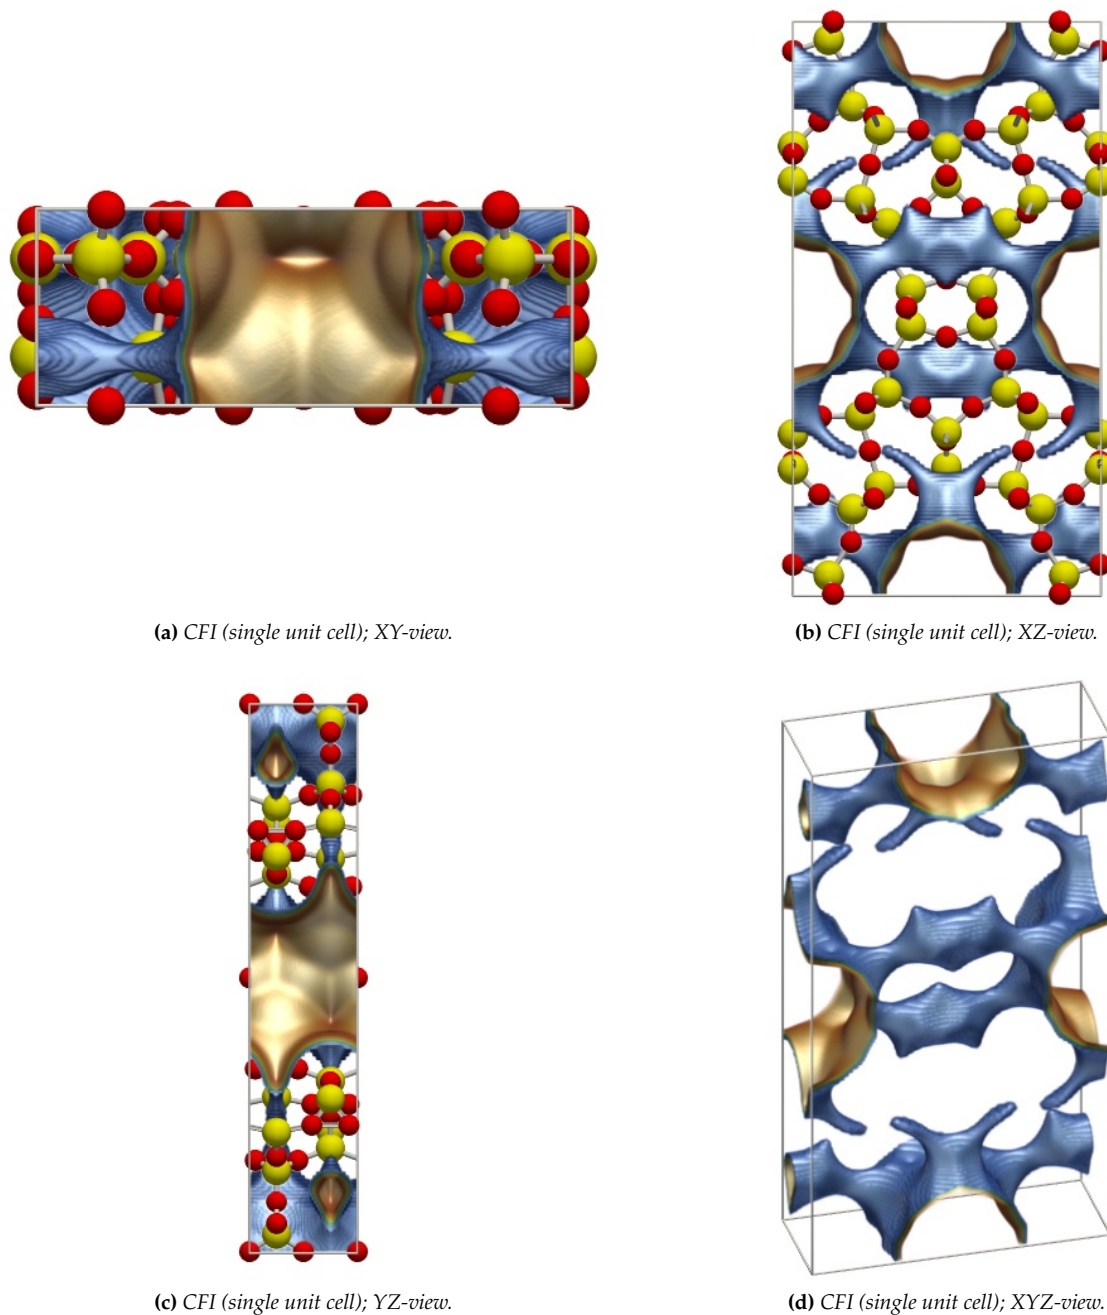 (a) CFI (single unit cell); XY-view.
(b) CFI (single unit cell); XZ-view.
(c) CFI (single unit cell); YZ-view.
(d) CFI (single unit cell); XYZ-view.